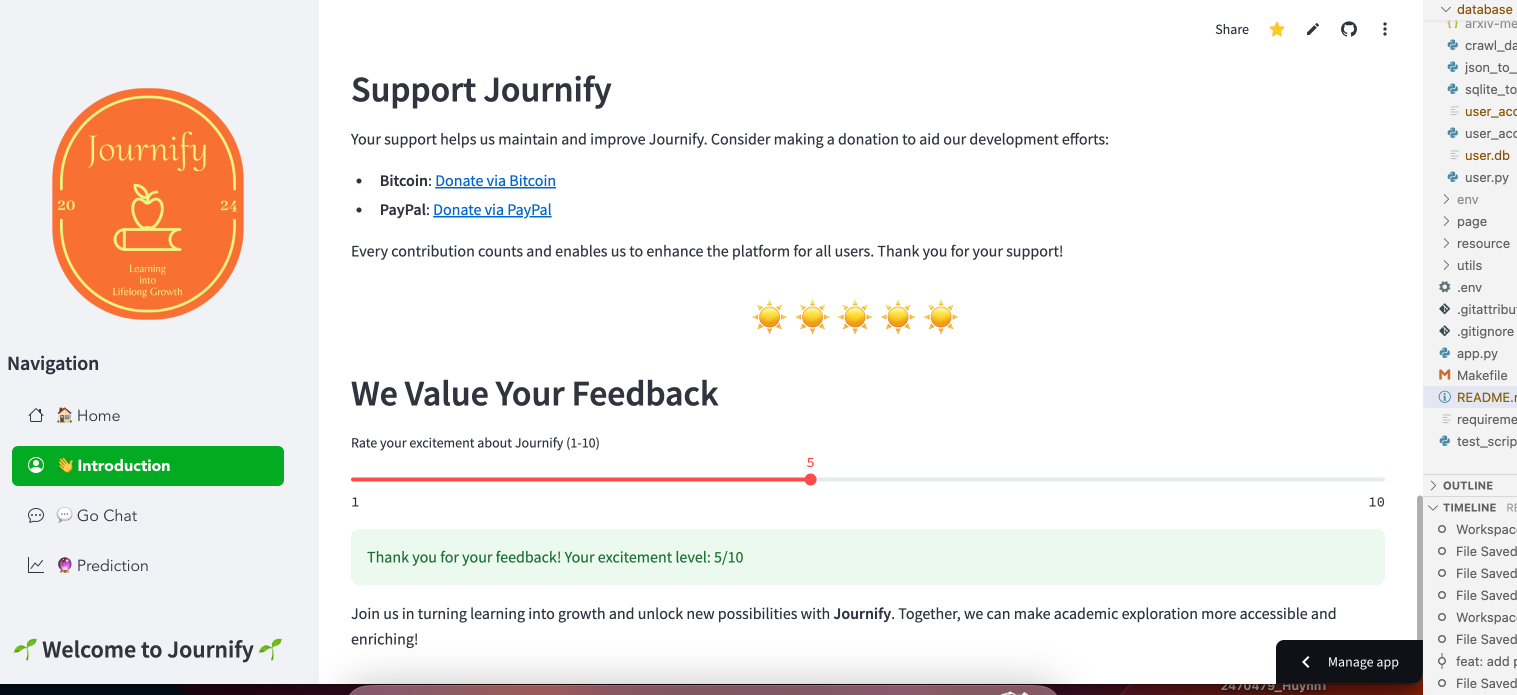 Journify
20 24
Learning
into
Lifelong Growth
Navigation
🏠 Home
👋 Introduction
💬 Go Chat
🔮 Prediction
🌱 Welcome to Journify 🌱
Share
Support Journify
Your support helps us maintain and improve Journify. Consider making a donation to aid our development efforts:
• Bitcoin: Donate via Bitcoin
• PayPal: Donate via PayPal
Every contribution counts and enables us to enhance the platform for all users. Thank you for your support!
We Value Your Feedback
Rate your excitement about Journify (1-10)
5
1 10
Thank you for your feedback! Your excitement level: 5/10
Join us in turning learning into growth and unlock new possibilities with Journify. Together, we can make academic exploration more accessible and
enriching!
Manage app
database
arxiv-me
crawl_da
json_to_
sqlite_to
user_acc
user_acc
user.db
user.py
env
page
resource
utils
.env
.gitattribu
.gitignore
app.py
Makefile
README.
requireme
test_scrip
OUTLINE
TIMELINE RE
Workspac
File Saved
File Saved
File Saved
Workspac
File Saved
feat: add p
File Saved